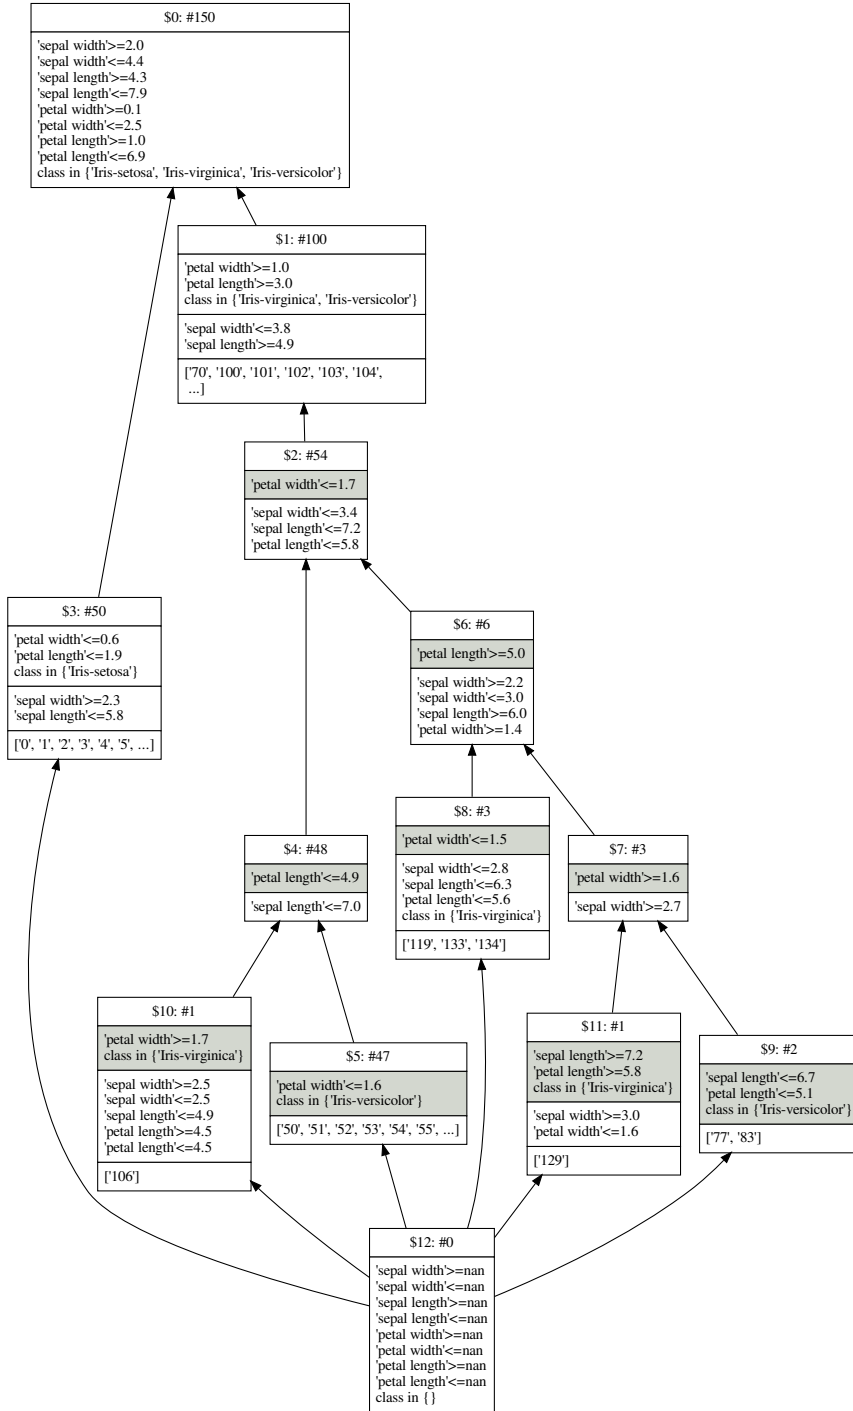 $0: #150
'sepal width'>=2.0
'sepal width'<=4.4
'sepal length'>=4.3
'sepal length'<=7.9
'petal width'>=0.1
'petal width'<=2.5
'petal length'>=1.0
'petal length'<=6.9
class in {'Iris-setosa', 'Iris-virginica', 'Iris-versicolor'}
$1: #100
'petal width'>=1.0
'petal length'>=3.0
class in {'Iris-virginica', 'Iris-versicolor'}
'sepal width'<=3.8
'sepal length'>=4.9
['70', '100', '101', '102', '103', '104',
...]
$2: #54
'petal width'<=1.7
'sepal width'<=3.4
'sepal length'<=7.2
'petal length'<=5.8
$3: #50
'petal width'<=0.6
'petal length'<=1.9
class in {'Iris-setosa'}
'sepal width'>=2.3
'sepal length'<=5.8
['0', '1', '2', '3', '4', '5', ...]
$6: #6
'petal length'>=5.0
'sepal width'>=2.2
'sepal width'<=3.0
'sepal length'>=6.0
'petal width'>=1.4
$8: #3
'petal width'<=1.5
'sepal width'<=2.8
'sepal length'<=6.3
'petal length'<=5.6
class in {'Iris-virginica'}
['119', '133', '134']
$4: #48
'petal length'<=4.9
'sepal length'<=7.0
$7: #3
'petal width'>=1.6
'sepal width'>=2.7
$10: #1
'petal width'>=1.7
class in {'Iris-virginica'}
'sepal width'>=2.5
'sepal width'<=2.5
'sepal length'<=4.9
'petal length'>=4.5
'petal length'<=4.5
['106']
$5: #47
'petal width'<=1.6
class in {'Iris-versicolor'}
['50', '51', '52', '53', '54', '55', ...]
$11: #1
'sepal length'>=7.2
'petal length'>=5.8
class in {'Iris-virginica'}
'sepal width'>=3.0
'petal width'<=1.6
['129']
$9: #2
'sepal length'<=6.7
'petal length'<=5.1
class in {'Iris-versicolor'}
['77', '83']
$12: #0
'sepal width'>=nan
'sepal width'<=nan
'sepal length'>=nan
'sepal length'<=nan
'petal width'>=nan
'petal width'<=nan
'petal length'>=nan
'petal length'<=nan
class in {}